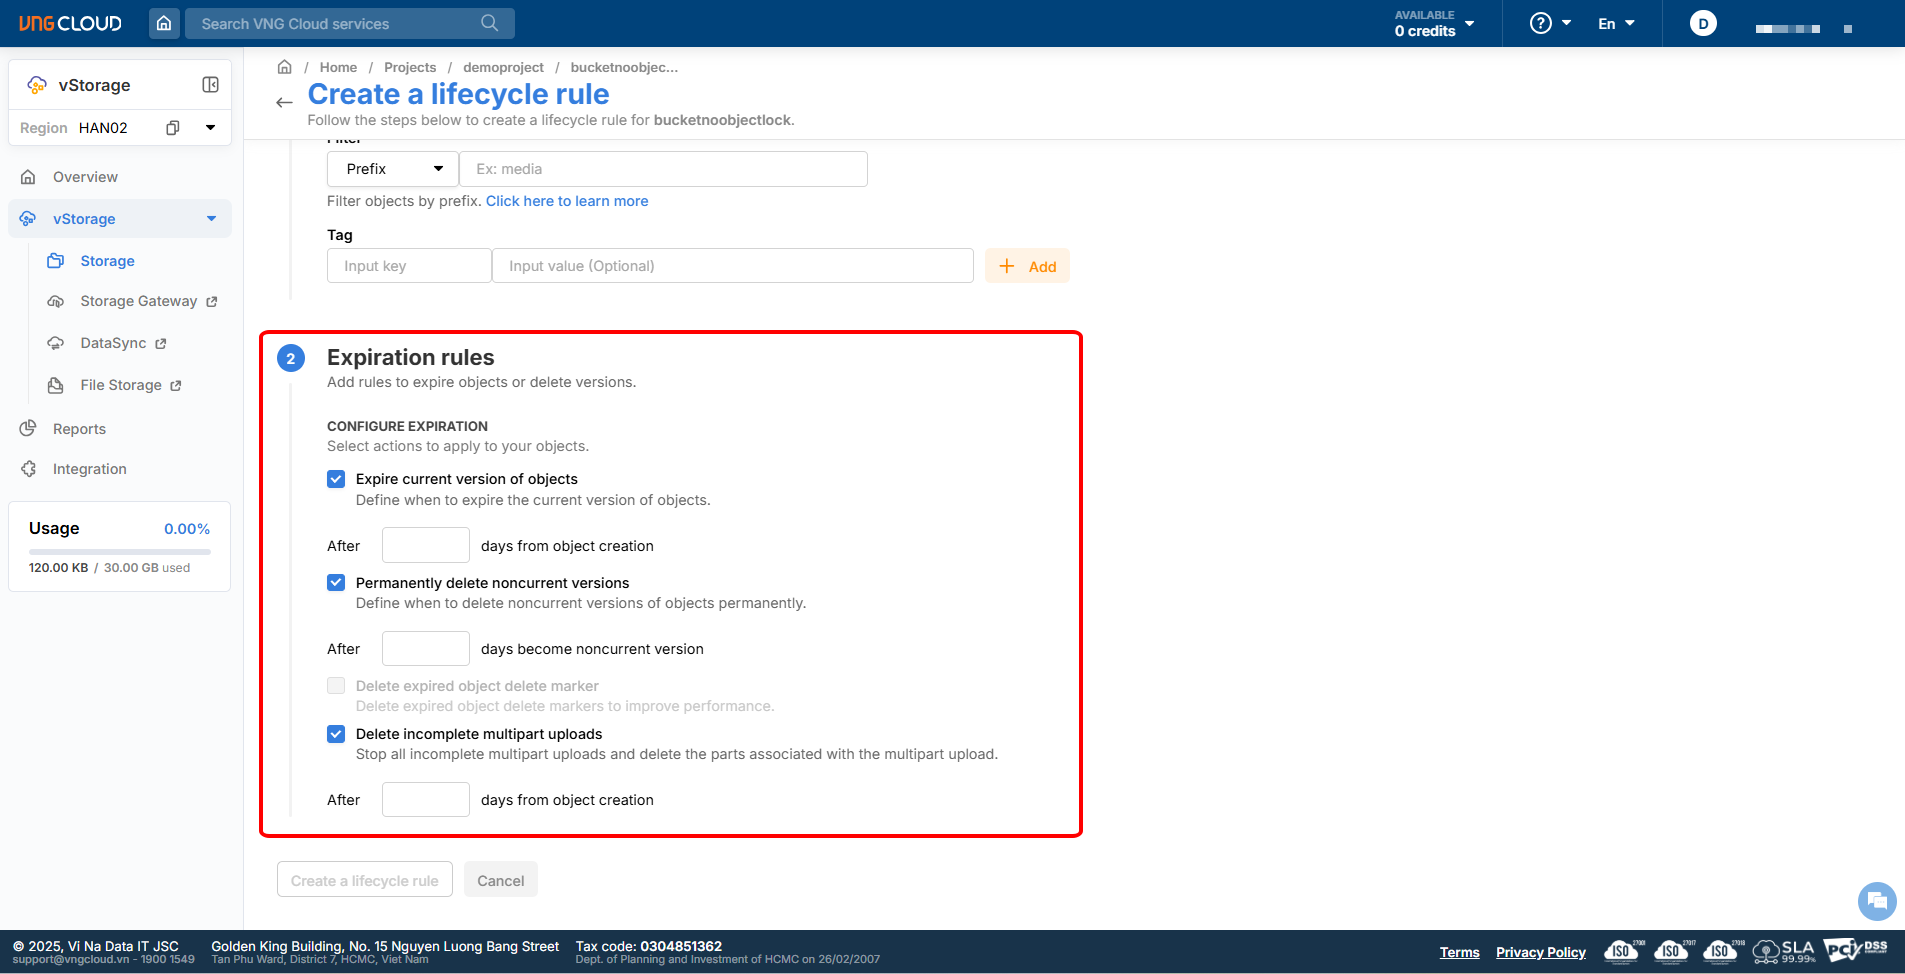 VNG CLOUD
Search VNG Cloud services
AVAILABLE
0 credits
?
En
D
vStorage
Region HAN02
Overview
vStorage
Storage
Storage Gateway
DataSync
File Storage
Reports
Integration
Usage 0.00%
120.00 KB / 30.00 GB used
/ Home / Projects / demoproject / bucketnoobjec...
Create a lifecycle rule
Follow the steps below to create a lifecycle rule for bucketnoobjectlock.
Filter
Prefix
Ex: media
Filter objects by prefix. Click here to learn more
Tag
Input key
Input value (Optional)
Add
2
Expiration rules
Add rules to expire objects or delete versions.
CONFIGURE EXPIRATION
Select actions to apply to your objects.
Expire current version of objects
Define when to expire the current version of objects.
After days from object creation
Permanently delete noncurrent versions
Define when to delete noncurrent versions of objects permanently.
After days become noncurrent version
Delete expired object delete marker
Delete expired object delete markers to improve performance.
Delete incomplete multipart uploads
Stop all incomplete multipart uploads and delete the parts associated with the multipart upload.
After days from object creation
Create a lifecycle rule
Cancel
© 2025, Vi Na Data IT JSC
support@vngcloud.vn - 1900 1549
Golden King Building, No. 15 Nguyen Luong Bang Street
Tan Phu Ward, District 7, HCMC, Viet Nam
Tax code: 0304851362
Dept. of Planning and Investment of HCMC on 26/02/2007
Terms
Privacy Policy
ISO 27001
ISO 27017
ISO 27018
SLA
99.99%
PCI DSS
COMPLIANT